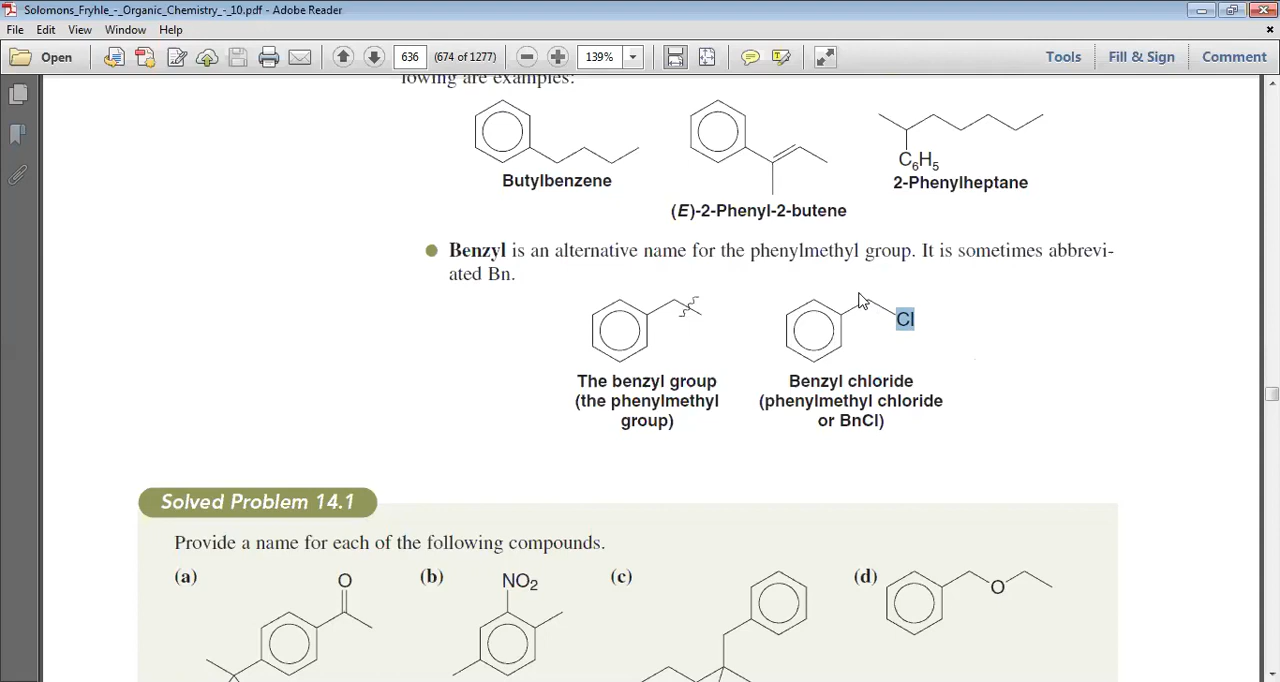 Solomons_Fryhle_-_Organic_Chemistry_-_10.pdf - Adobe Reader
File Edit View Window Help
Open 636 (674 of 1277) 139% Tools Fill & Sign Comment
lowing are examples:
C6H5
Butylbenzene
2-Phenylheptane
(E)-2-Phenyl-2-butene
Benzyl is an alternative name for the phenylmethyl group. It is sometimes abbrevi-
ated Bn.
Cl
The benzyl group
(the phenylmethyl
group)
Benzyl chloride
(phenylmethyl chloride
or BnCl)
Solved Problem 14.1
Provide a name for each of the following compounds.
(a) O (b) NO2 (c) (d) O